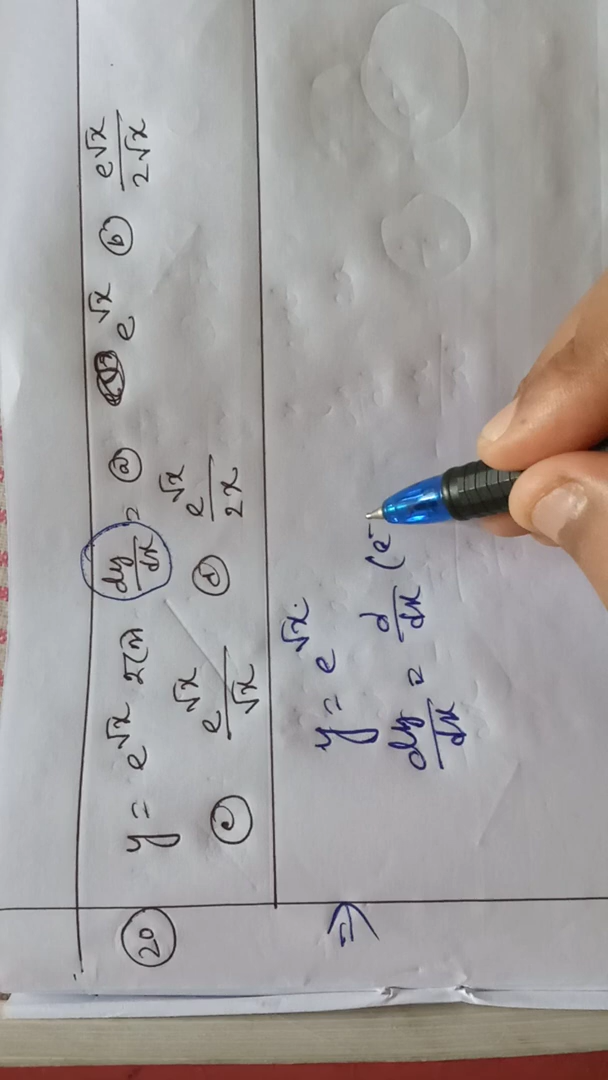 20 y = e^√x হলে dy/dx = ⓐ e^√x ⓑ e^√x/2√x
ⓒ e^√x/√x ⓓ e^√x/2x
⇒ y = e^√x.
dy/dx = d/dx (e